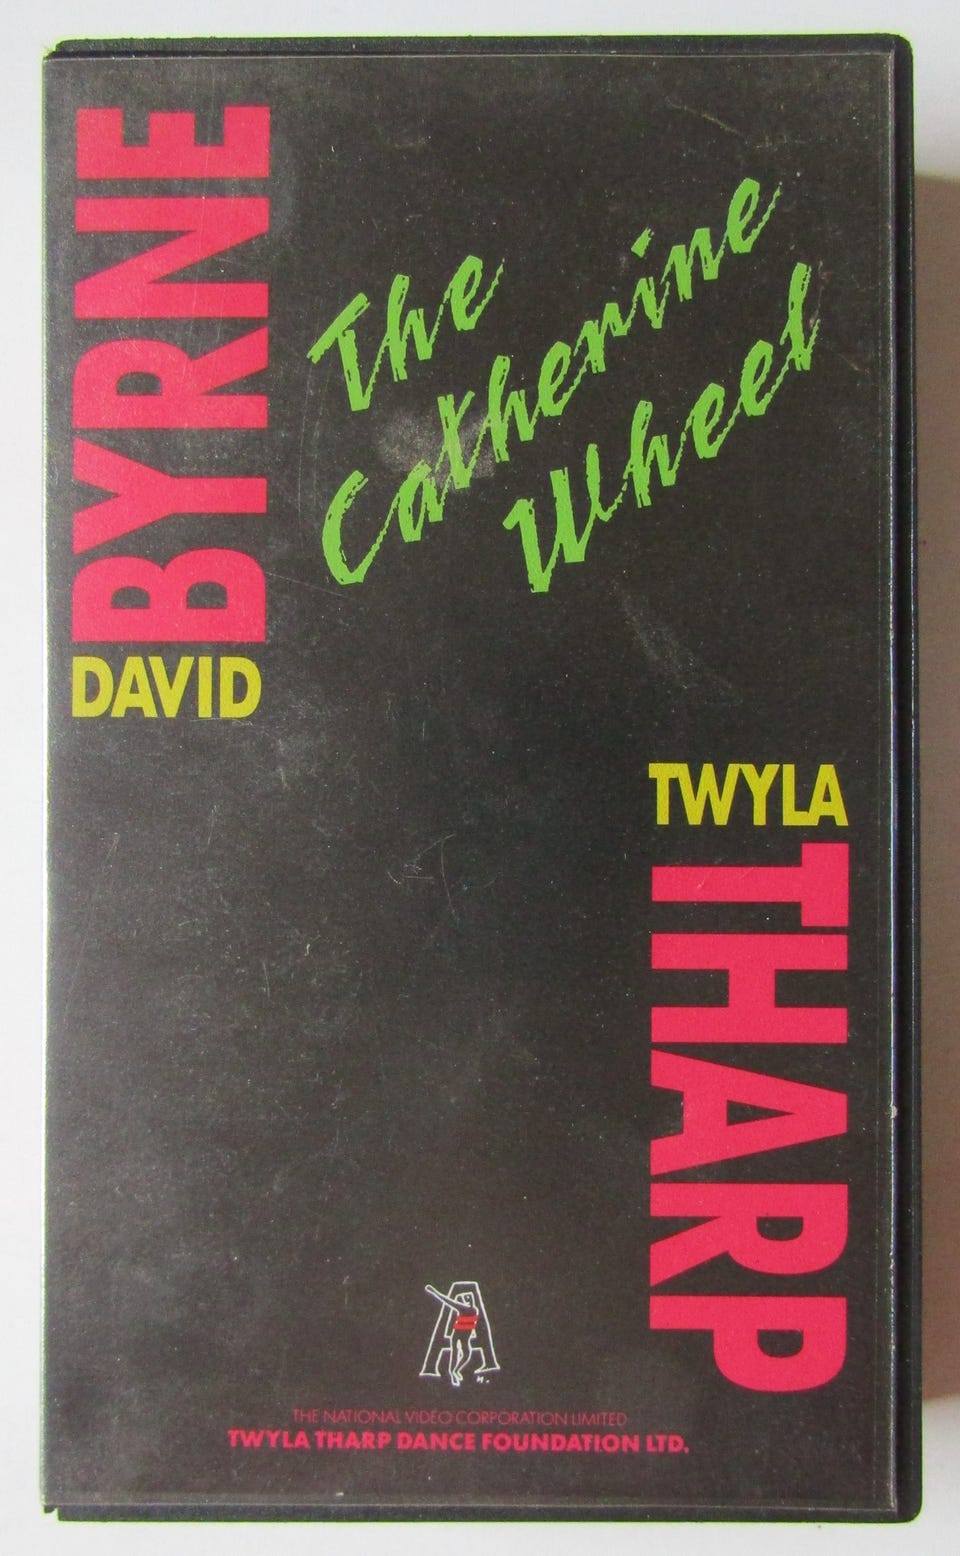 DAVID
BYRNE
The
Catherine
Wheel
TWYLA
THARP
A
THE NATIONAL VIDEO CORPORATION LIMITED
TWYLA THARP DANCE FOUNDATION LTD.